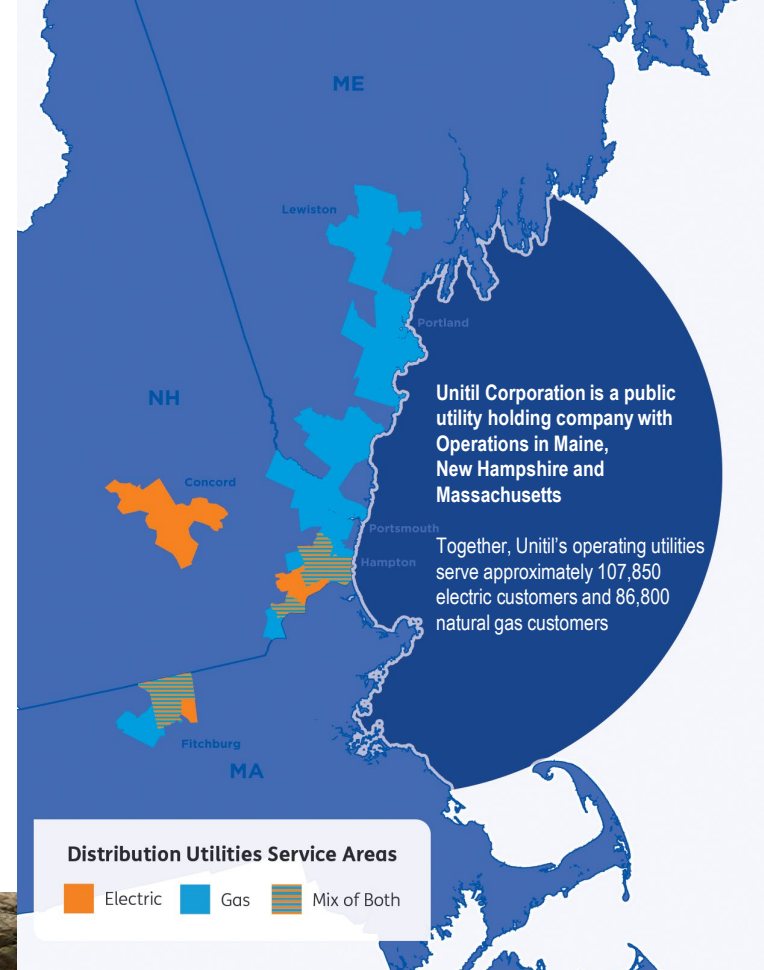 ME
Lewiston
Portland
NH
Unitil Corporation is a public
utility holding company with
Operations in Maine,
New Hampshire and
Massachusetts
Concord
Portsmouth
Together, Unitil's operating utilities
Hampton
serve approximately 107,850
electric customers and 86,800
natural gas customers
Fitchburg
MA
Distribution Utilities Service Areas
Electric
Gas
Mix of Both